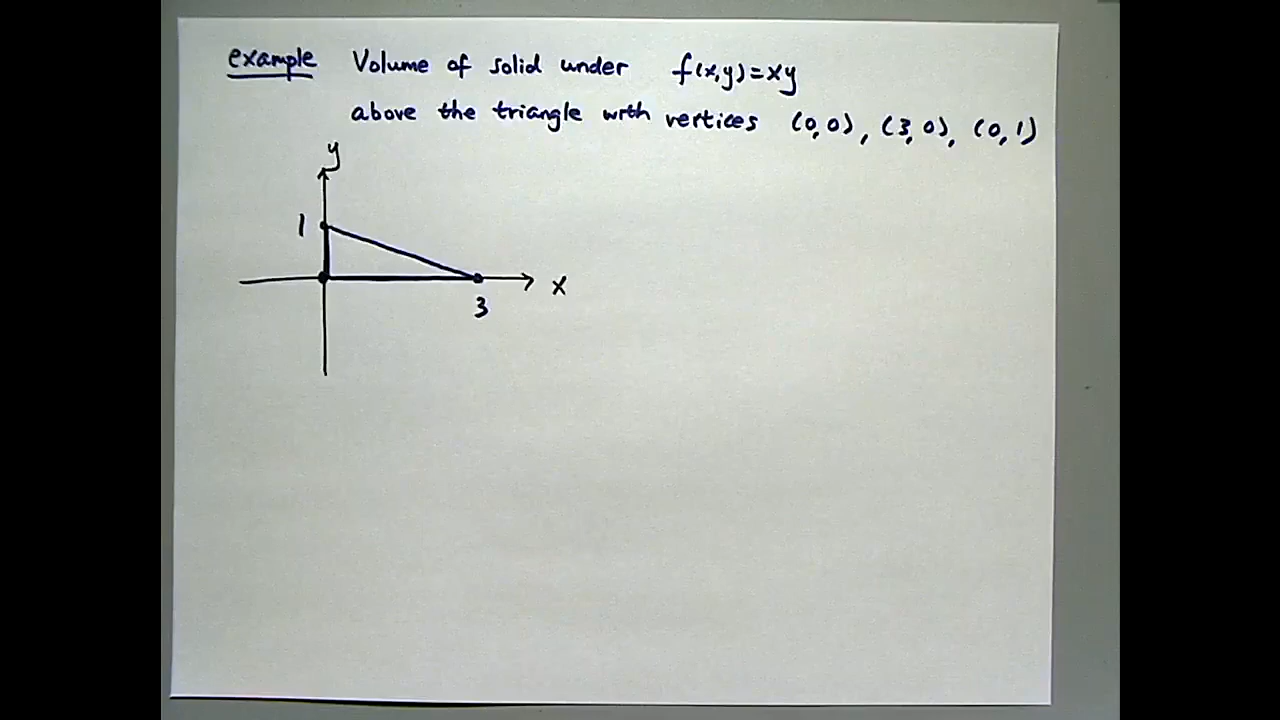 example Volume of solid under f(x,y)=xy
above the triangle with vertices (0,0), (3,0), (0,1)
y
1
x
3